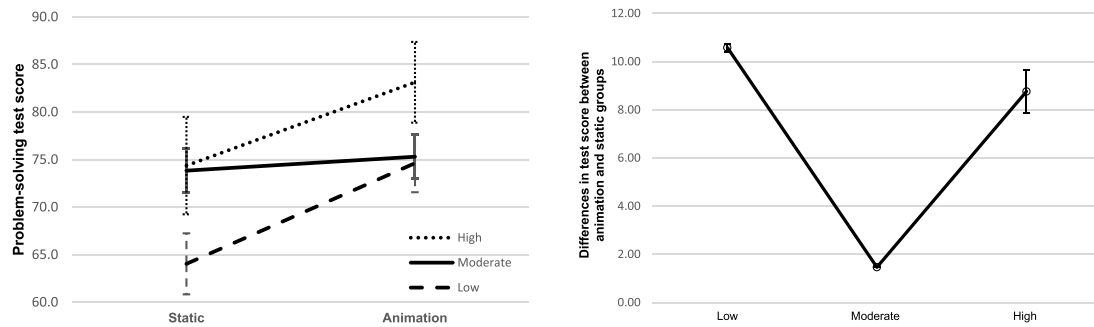 90.0
85.0
80.0
75.0
70.0
65.0
60.0
Problem-solving test score
Static
Animation
High
Moderate
Low
12.00
10.00
8.00
6.00
4.00
2.00
0.00
Differences in test score between
animation and static groups
Low
Moderate
High